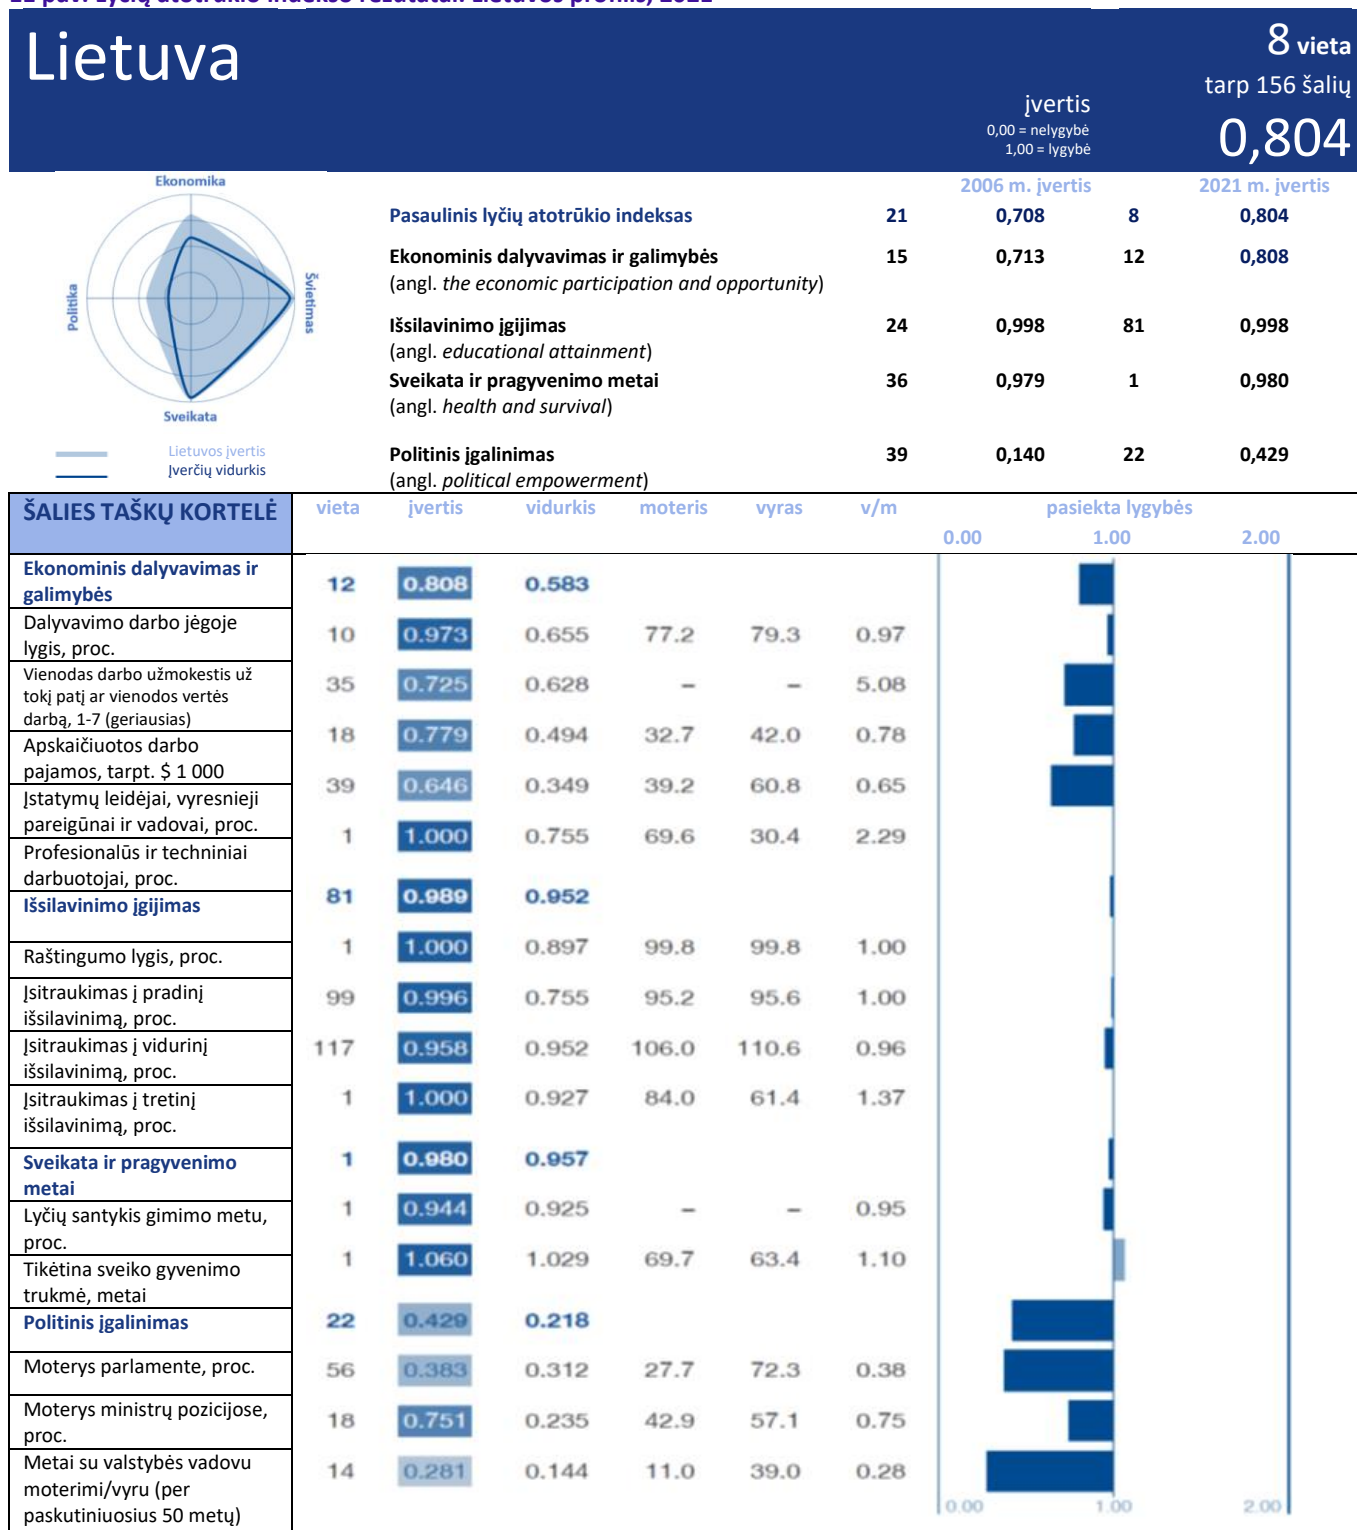 Lietuva
8 vieta
tarp 156 šalių
įvertis
0,00 = nelygybė
1,00 = lygybė
0,804
2006 m. įvertis 2021 m. įvertis
Pasaulinis lyčių atotrūkio indeksas 21 0,708 8 0,804
Ekonominis dalyvavimas ir galimybės 15 0,713 12 0,808
(angl. the economic participation and opportunity)
Išsilavinimo įgijimas 24 0,998 81 0,998
(angl. educational attainment)
Sveikata ir pragyvenimo metai 36 0,979 1 0,980
(angl. health and survival)
Politinis įgalinimas 39 0,140 22 0,429
(angl. political empowerment)
Ekonomika
Švietimas
Politika
Sveikata
Lietuvos įvertis
Įverčių vidurkis
ŠALIES TAŠKŲ KORTELĖ vieta įvertis vidurkis moteris vyras v/m pasiekta lygybės
0.00 1.00 2.00
Ekonominis dalyvavimas ir
galimybės
12 0.808 0.583
Dalyvavimo darbo jėgoje
lygis, proc.
10 0.973 0.655 77.2 79.3 0.97
Vienodas darbo užmokestis už
tokį patį ar vienodos vertės
darbą, 1-7 (geriausias)
35 0.725 0.628 – – 5.08
Apskaičiuotos darbo
pajamos, tarpt. $ 1 000
18 0.779 0.494 32.7 42.0 0.78
Įstatymų leidėjai, vyresnieji
pareigūnai ir vadovai, proc.
39 0.646 0.349 39.2 60.8 0.65
Profesionalūs ir techniniai
darbuotojai, proc.
1 1.000 0.755 69.6 30.4 2.29
Išsilavinimo įgijimas
81 0.989 0.952
Raštingumo lygis, proc.
1 1.000 0.897 99.8 99.8 1.00
Įsitraukimas į pradinį
išsilavinimą, proc.
99 0.996 0.755 95.2 95.6 1.00
Įsitraukimas į vidurinį
išsilavinimą, proc.
117 0.958 0.952 106.0 110.6 0.96
Įsitraukimas į tretinį
išsilavinimą, proc.
1 1.000 0.927 84.0 61.4 1.37
Sveikata ir pragyvenimo
metai
1 0.980 0.957
Lyčių santykis gimimo metu,
proc.
1 0.944 0.925 – – 0.95
Tikėtina sveiko gyvenimo
trukmė, metai
1 1.060 1.029 69.7 63.4 1.10
Politinis įgalinimas
22 0.429 0.218
Moterys parlamente, proc.
56 0.383 0.312 27.7 72.3 0.38
Moterys ministrų pozicijose,
proc.
18 0.751 0.235 42.9 57.1 0.75
Metai su valstybės vadovu
moterimi/vyru (per
paskutiniuosius 50 metų)
14 0.281 0.144 11.0 39.0 0.28
0.00 1.00 2.00